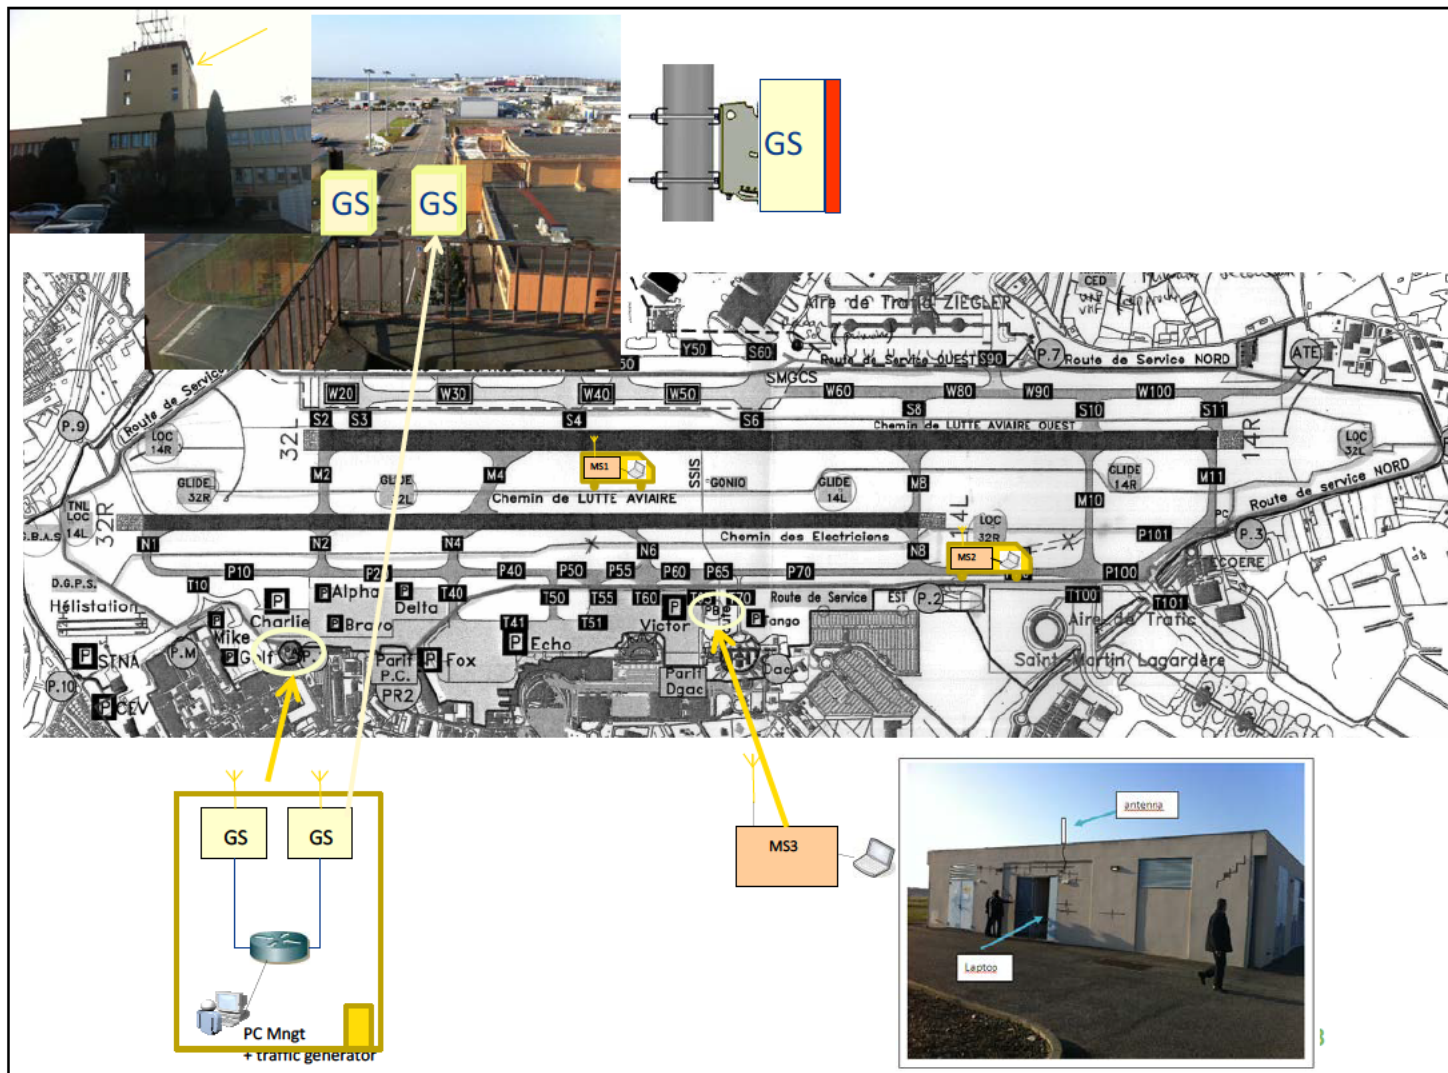 GS
GS
GS
Aire de Trafic ZIEGLER
CED
Y50
S60
Route de Service OUEST
S90
P.7
Route de Service NORD
ATE
SMGCS
W20
W30
W40
W50
W60
W80
W90
W100
Route de Service
P.9
S2
S3
S4
S6
S8
S10
S11
Chemin de LUTTE AVIAIRE OUEST
32L
14R
LOC
14R
LOC
32L
M2
M4
MS1
SSIS
GONIO
M8
M10
M11
GLIDE
32R
GLIDE
32L
GLIDE
14L
GLIDE
14R
Chemin de LUTTE AVIAIRE
Route de service NORD
TNL
LOC
14L
32R
14L
LOC
32R
PC
P101
P.3
G.B.A.S
N1
N2
N4
N6
N8
Chemin des Electriciens
MS2
D.G.P.S.
T10
P10
P20
P40
P50
P55
P60
P65
P70
P100
T40
T50
T55
T60
T70
T100
T101
Route de Service
EST
P.2
Hélistation
P
Alpha
P
Delta
P
Charlie
P
Bravo
P
Mike
P
Golf
T41
T51
P
Echo
P
Victor
P
Tango
Aire de Trafic
Saint-Martin Lagardère
P
STNA
P.M
P.10
P
CEV
Parif
P.C.
P
Fox
PR2
Parif
Dgac
GS
GS
MS3
antenna
Laptop
PC Mngt
+ traffic generator